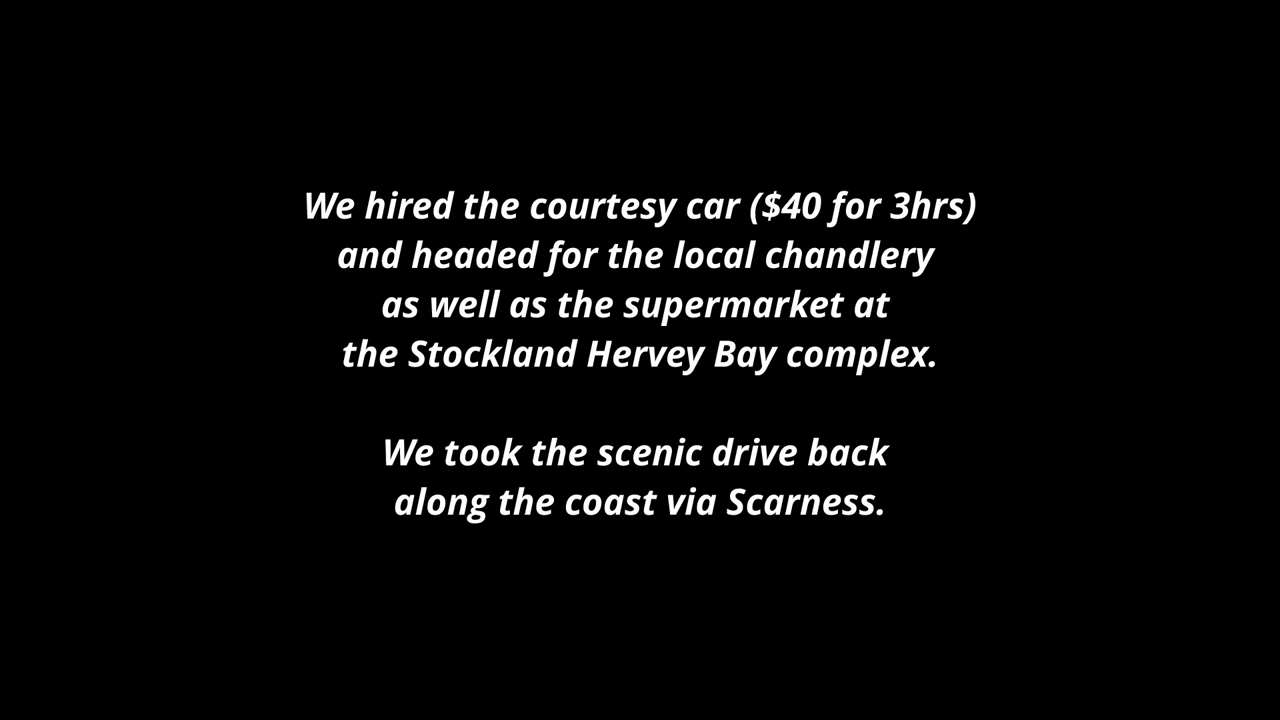 We hired the courtesy car ($40 for 3hrs)
and headed for the local chandlery
as well as the supermarket at
the Stockland Hervey Bay complex.
We took the scenic drive back
along the coast via Scarness.